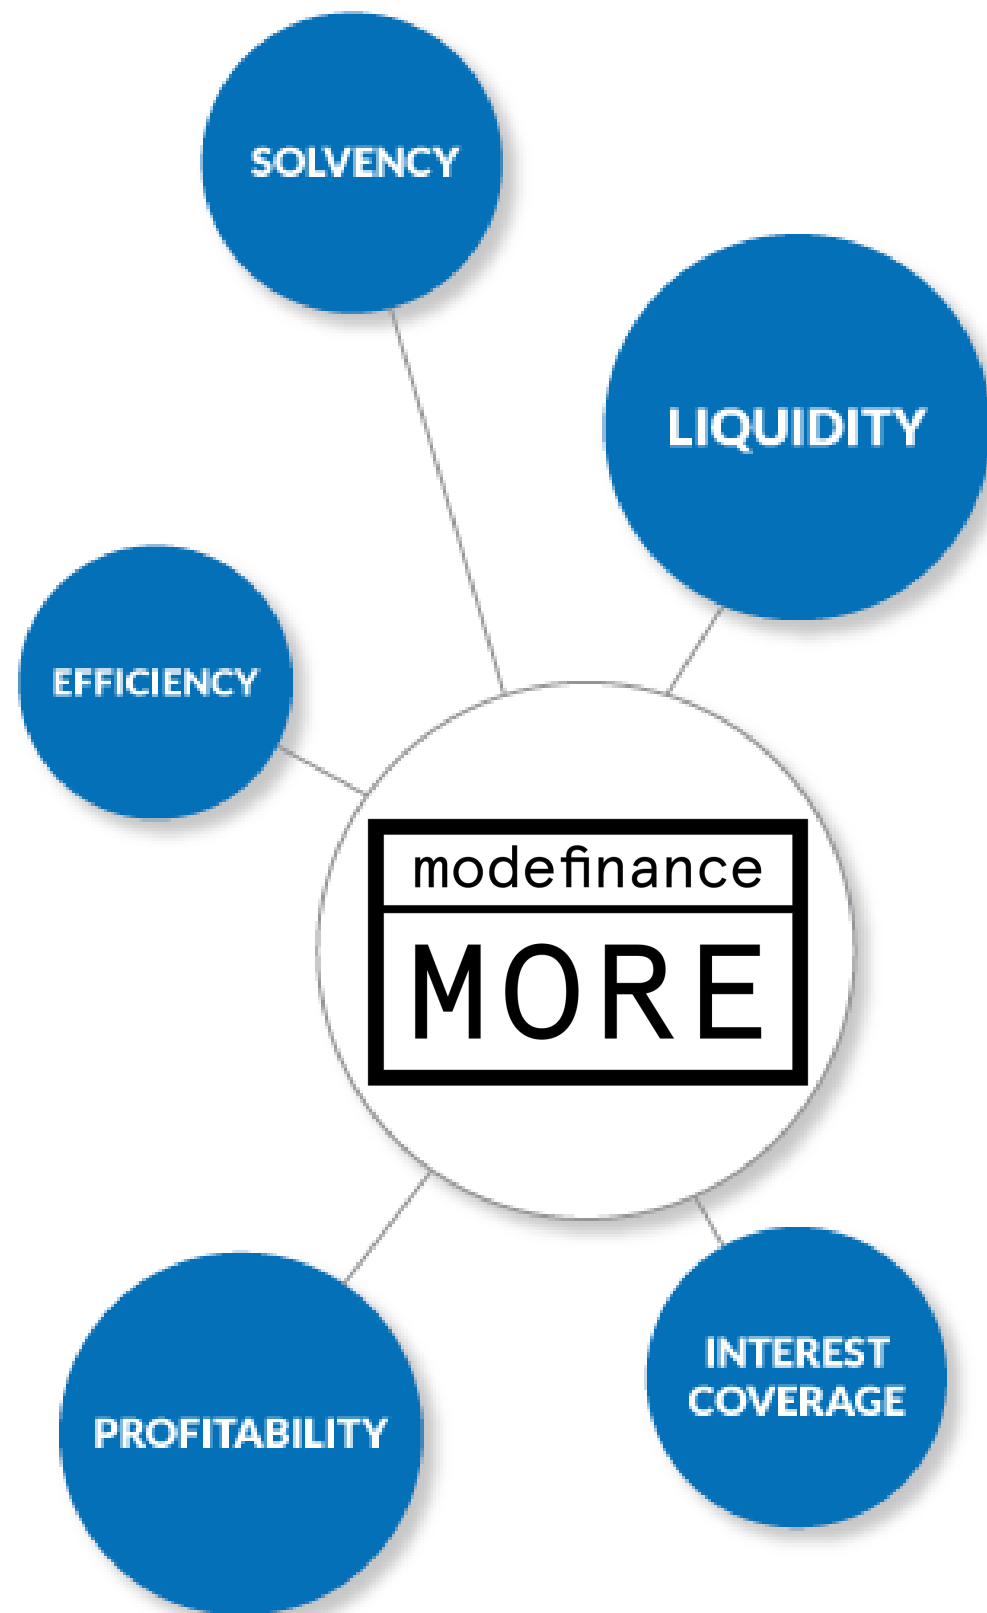 SOLVENCY
LIQUIDITY
EFFICIENCY
modefinance
MORE
PROFITABILITY
INTEREST
COVERAGE